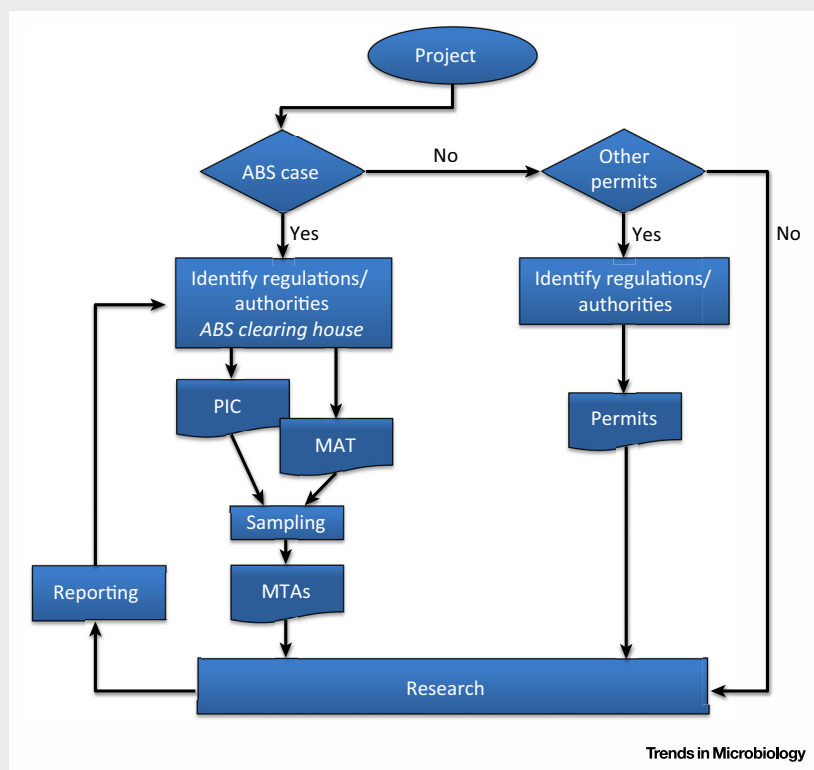 Project
ABS case
No
Other
permits
Yes
Yes
No
Identify regulations/
authorities
ABS clearing house
Identify regulations/
authorities
PIC
MAT
Permits
Sampling
Reporting
MTAs
Research
Trends in Microbiology